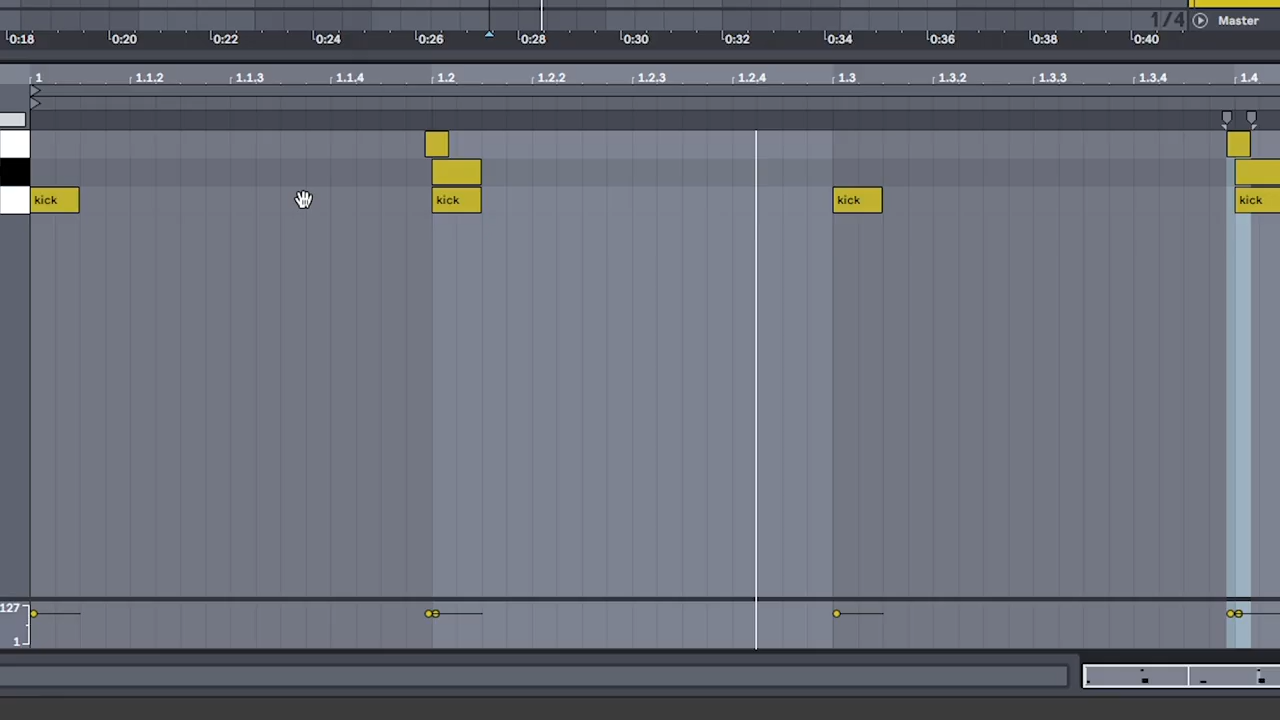 1/4 Master
0:18 0:20 0:22 0:24 0:26 0:28 0:30 0:32 0:34 0:36 0:38 0:40
1 1.1.2 1.1.3 1.1.4 1.2 1.2.2 1.2.3 1.2.4 1.3 1.3.2 1.3.3 1.3.4 1.4
kick kick kick kick
127
1